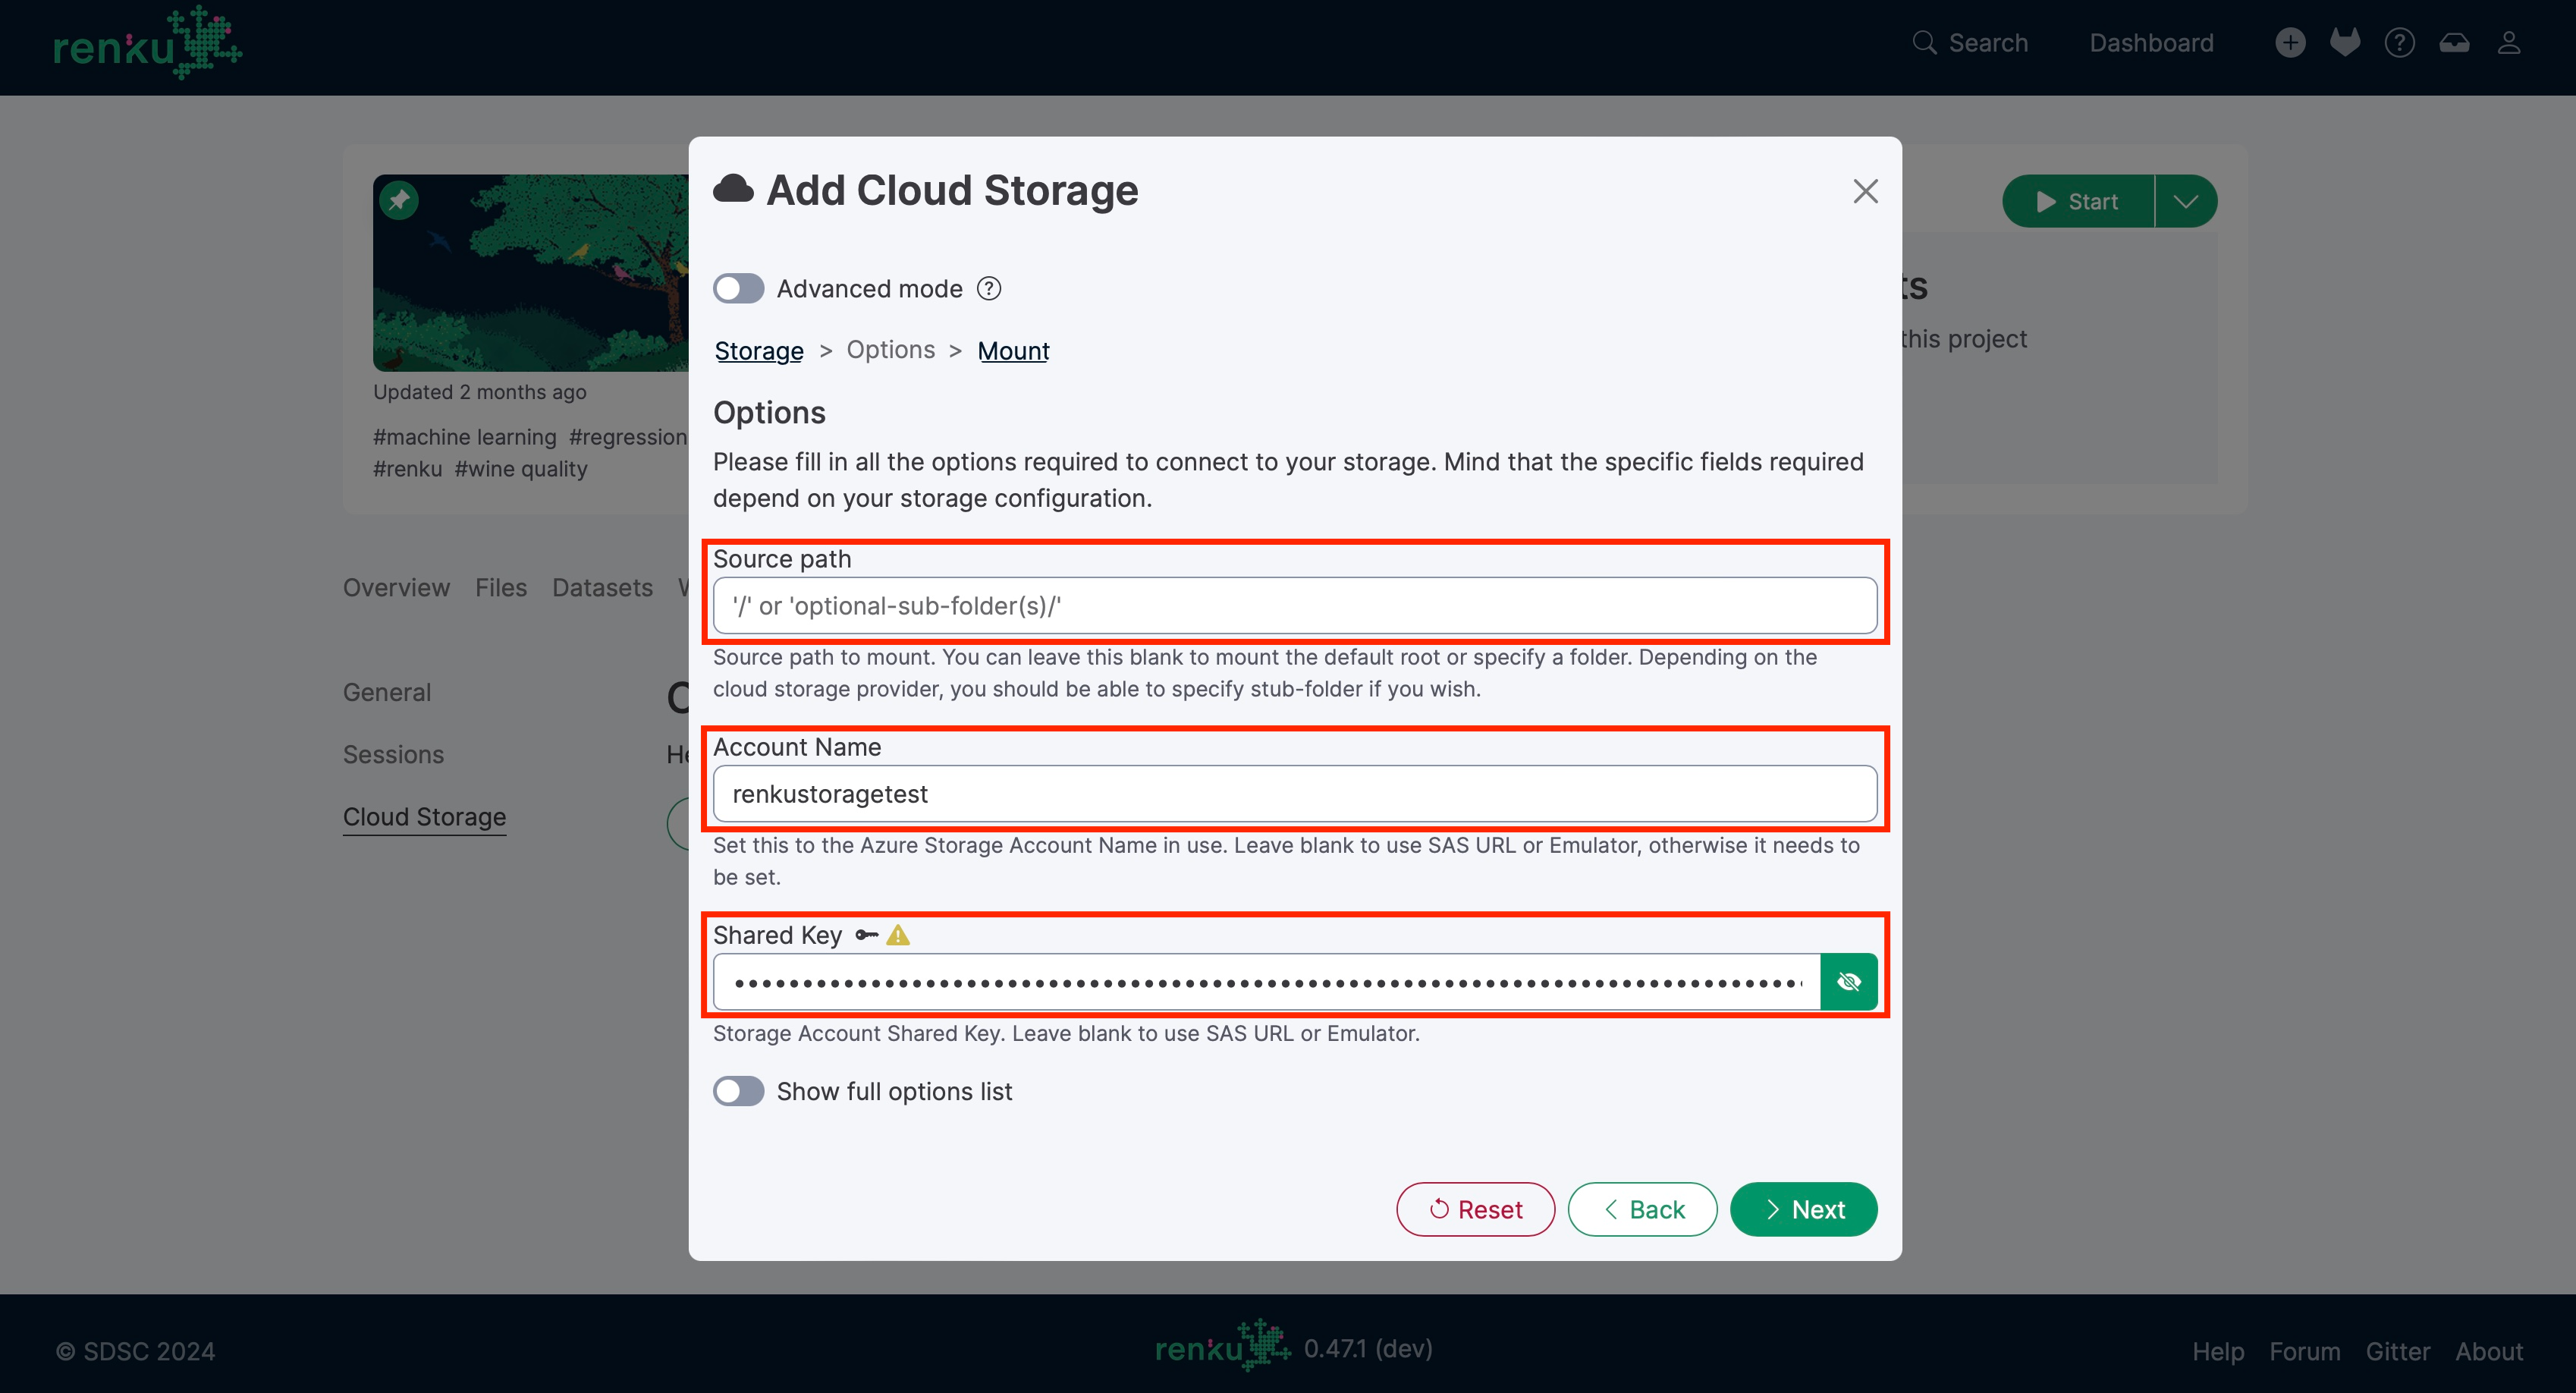 renku
Search
Dashboard
Add Cloud Storage
Start
Advanced mode
Storage > Options > Mount
this project
Updated 2 months ago
#machine learning #regression
#renku #wine quality
Options
Please fill in all the options required to connect to your storage. Mind that the specific fields required
depend on your storage configuration.
Overview Files Datasets
General
Sessions
Cloud Storage
Source path
'/' or 'optional-sub-folder(s)/'
Source path to mount. You can leave this blank to mount the default root or specify a folder. Depending on the
cloud storage provider, you should be able to specify stub-folder if you wish.
Account Name
renkustoragetest
Set this to the Azure Storage Account Name in use. Leave blank to use SAS URL or Emulator, otherwise it needs to
be set.
Shared Key
Storage Account Shared Key. Leave blank to use SAS URL or Emulator.
Show full options list
Reset
Back
Next
© SDSC 2024
renku 0.47.1 (dev)
Help Forum Gitter About